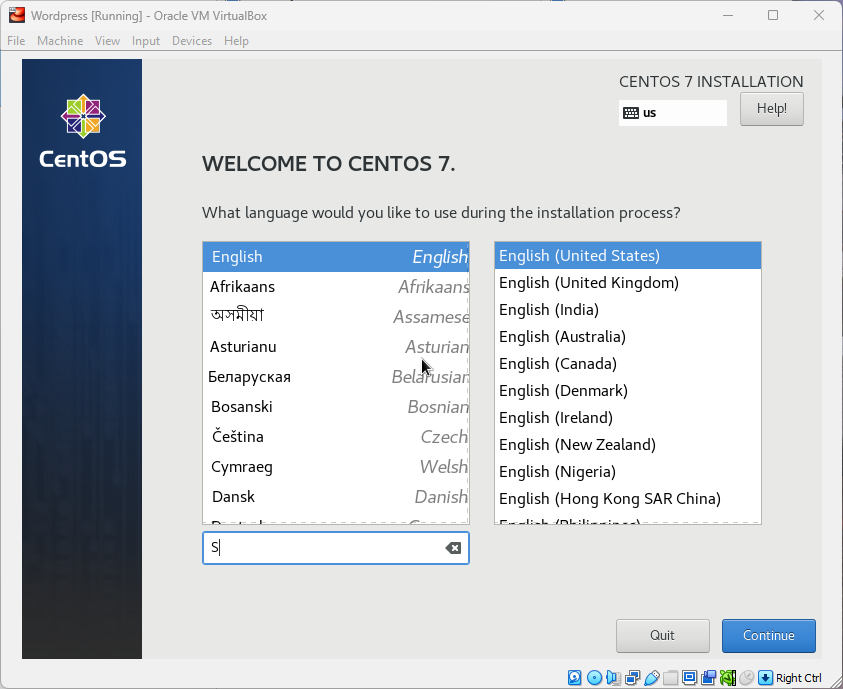 Wordpress [Running] - Oracle VM VirtualBox
File Machine View Input Devices Help
CentOS
CENTOS 7 INSTALLATION
us
Help!
WELCOME TO CENTOS 7.
What language would you like to use during the installation process?
English English
Afrikaans Afrikaans
অসমীয়া Assamese
Asturianu Asturian
Беларуская Belarusian
Bosanski Bosnian
Čeština Czech
Cymraeg Welsh
Dansk Danish
English (United States)
English (United Kingdom)
English (India)
English (Australia)
English (Canada)
English (Denmark)
English (Ireland)
English (New Zealand)
English (Nigeria)
English (Hong Kong SAR China)
English (Philippines)
S
Quit
Continue
Right Ctrl